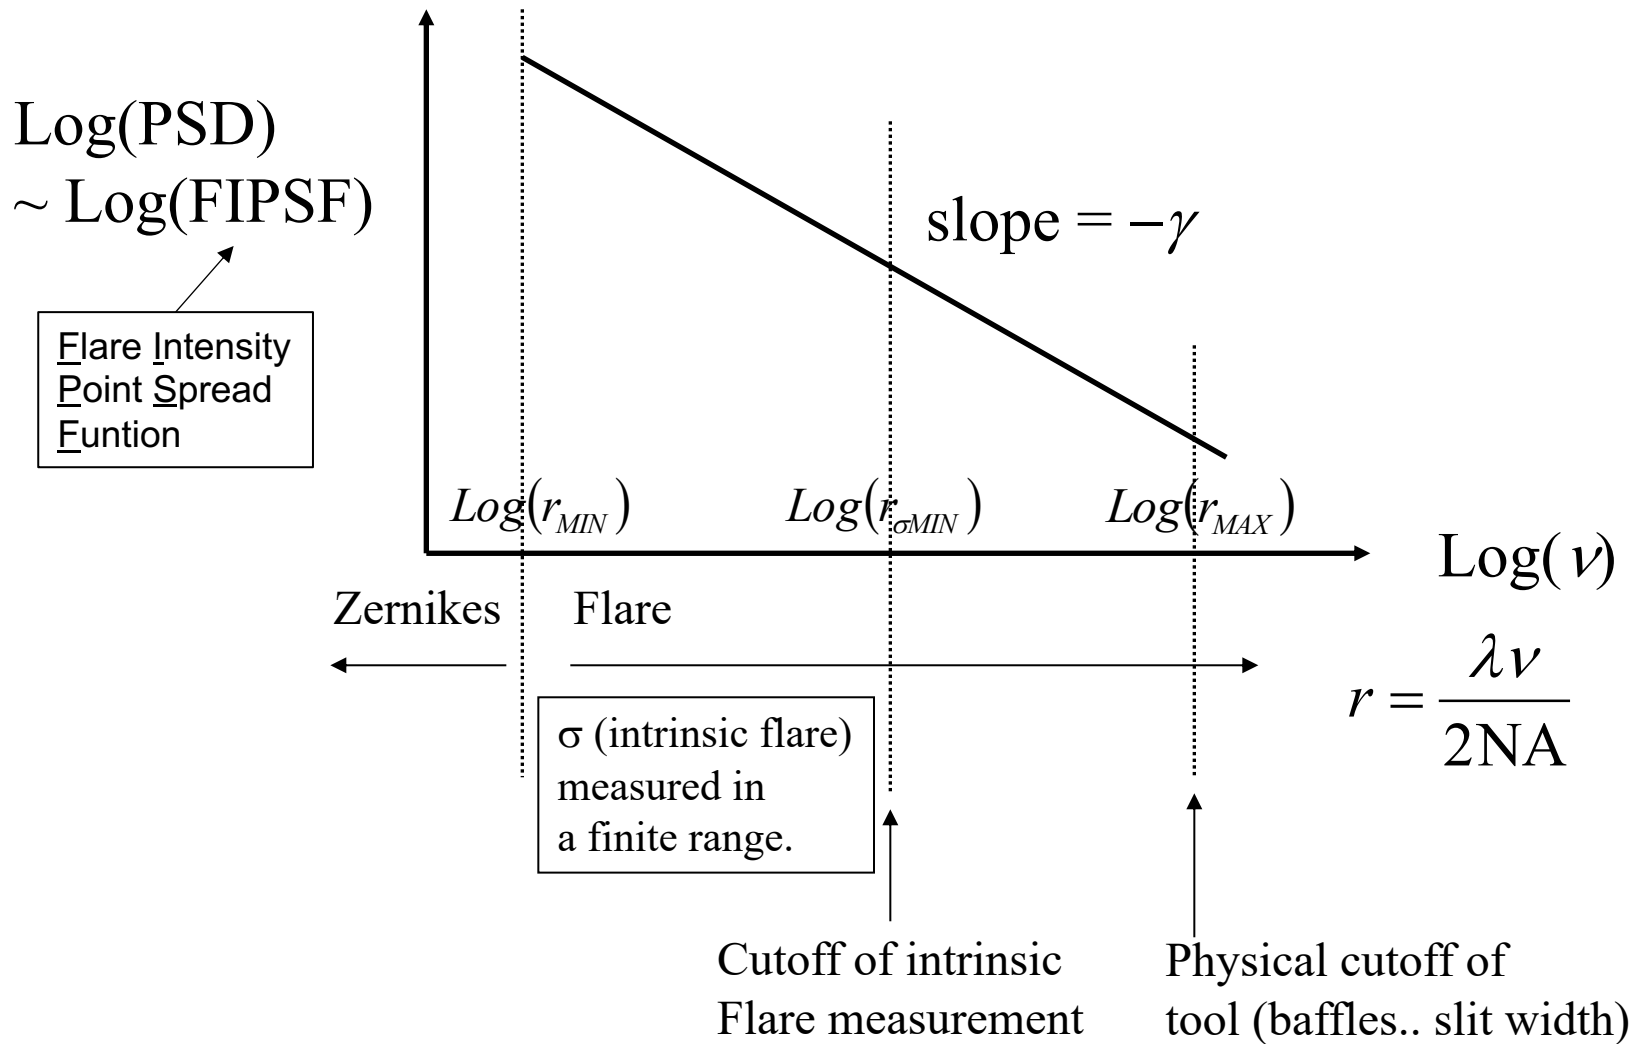 Log(PSD)
~ Log(FIPSF)
Flare Intensity
Point Spread
Funtion
slope = −γ
Log(r_MIN)
Log(r_σMIN)
Log(r_MAX)
Log(ν)
r = λν / 2NA
Zernikes
Flare
σ (intrinsic flare)
measured in
a finite range.
Cutoff of intrinsic
Flare measurement
Physical cutoff of
tool (baffles.. slit width)